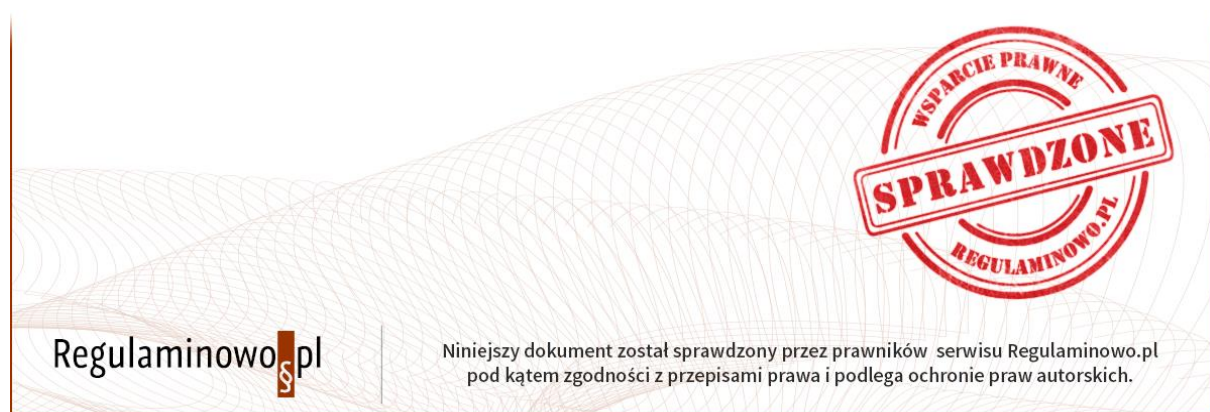 WSPARCIE PRAWNE
SPRAWDZONE
REGULAMINOWO.PL
Regulaminowo§pl
Niniejszy dokument został sprawdzony przez prawników serwisu Regulaminowo.pl
pod kątem zgodności z przepisami prawa i podlega ochronie praw autorskich.